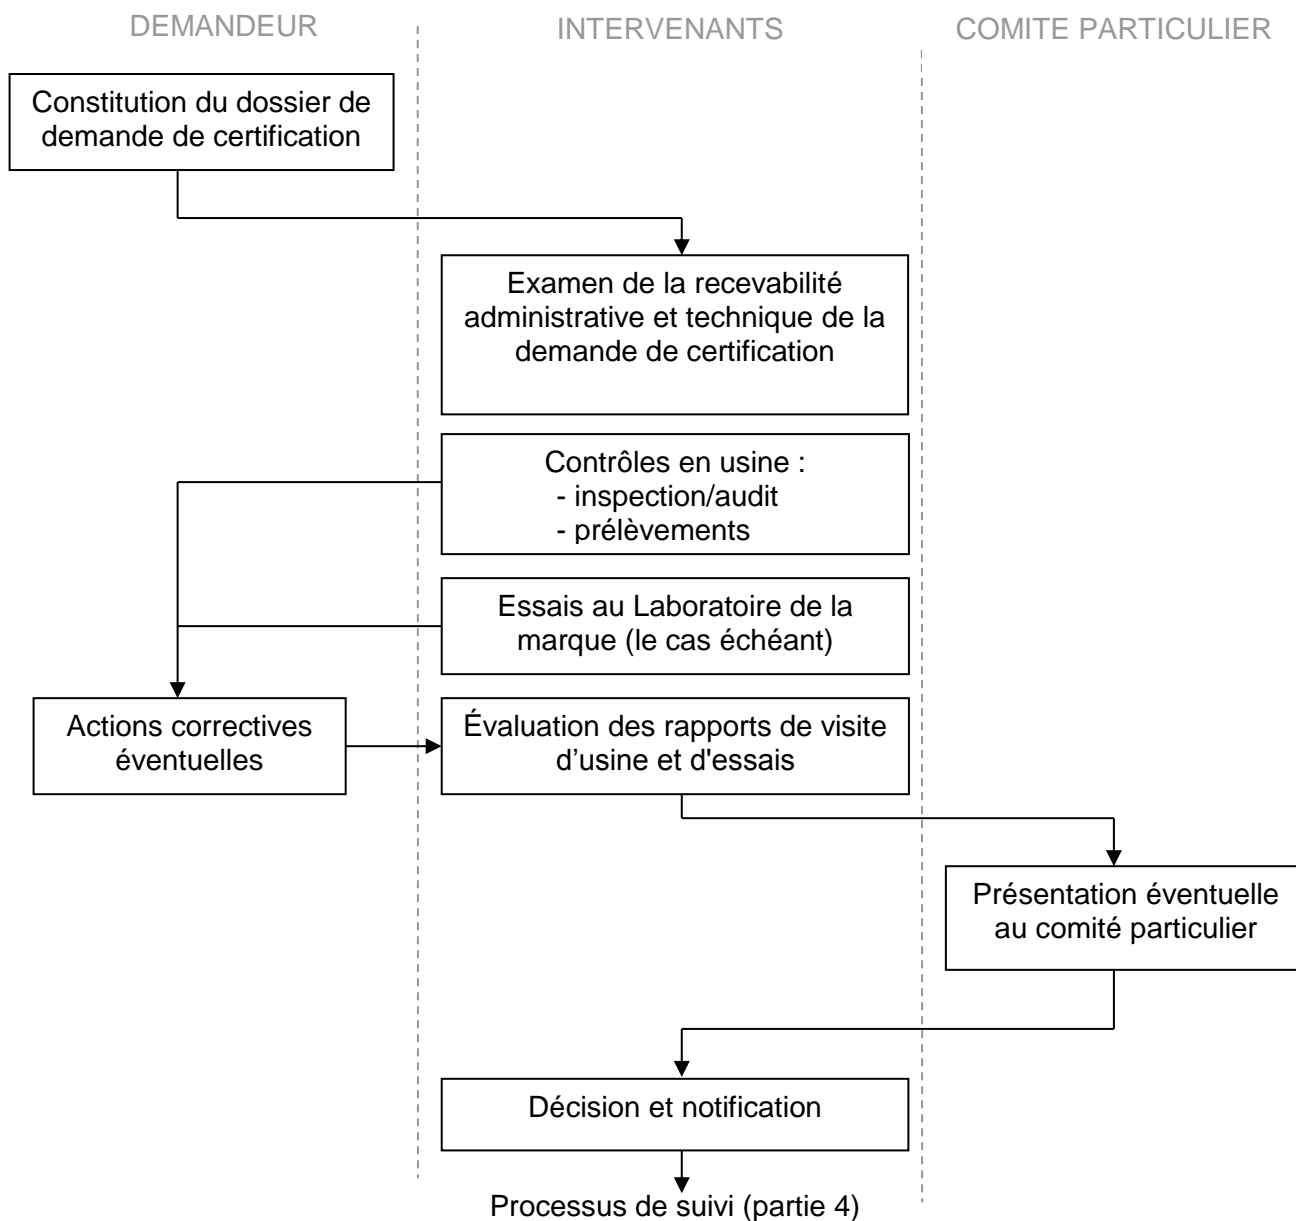 DEMANDEUR
INTERVENANTS
COMITE PARTICULIER
Constitution du dossier de
demande de certification
Examen de la recevabilité
administrative et technique de la
demande de certification
Contrôles en usine :
- inspection/audit
- prélèvements
Essais au Laboratoire de la
marque (le cas échéant)
Actions correctives
éventuelles
Évaluation des rapports de visite
d’usine et d'essais
Présentation éventuelle
au comité particulier
Décision et notification
Processus de suivi (partie 4)